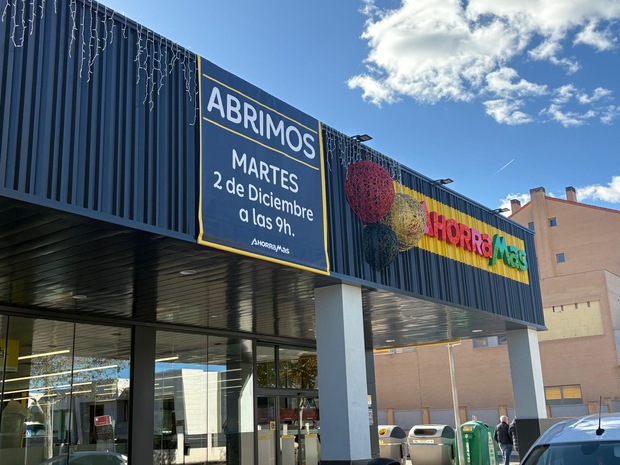 ABRIMOS
MARTES
2 de Diciembre
a las 9h.
AHORRAMAS
AHORRAMAS